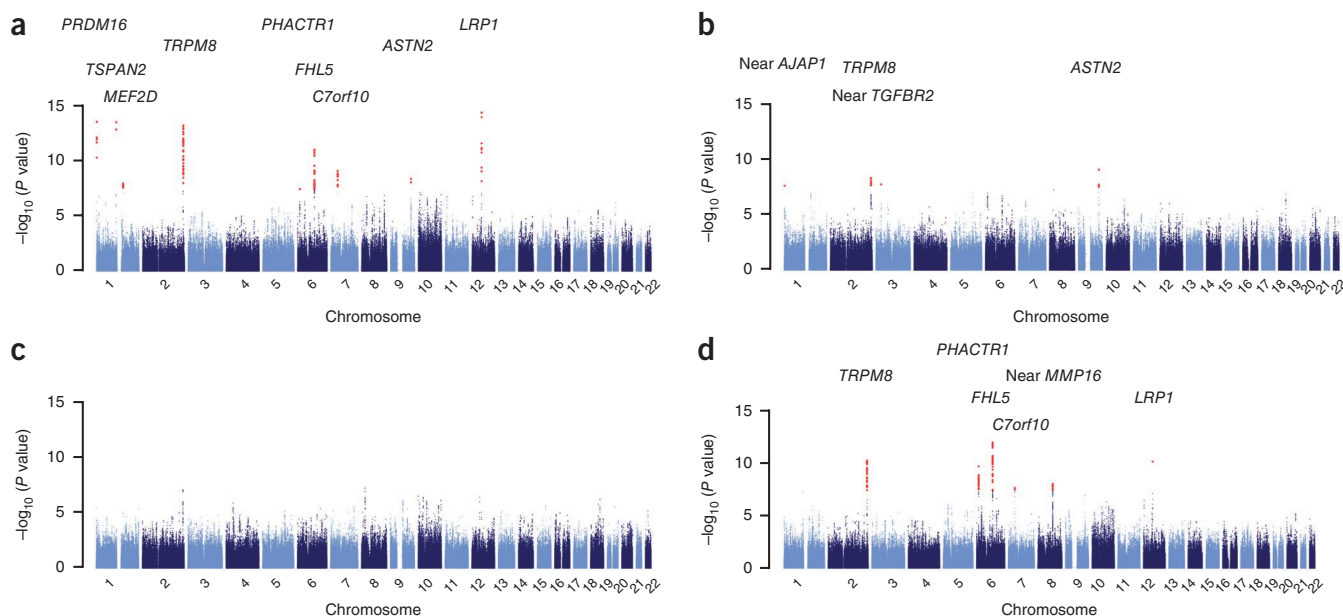 a
PRDM16
PHACTR1
LRP1
TRPM8
ASTN2
TSPAN2
FHL5
MEF2D
C7orf10
15
10
5
0
–log10 (P value)
1 2 3 4 5 6 7 8 9 10 11 12 13 14 15 16 17 18 19 20 21 22
Chromosome
b
Near AJAP1
TRPM8
ASTN2
Near TGFBR2
15
10
5
0
–log10 (P value)
1 2 3 4 5 6 7 8 9 10 11 12 13 14 15 16 17 18 19 20 21 22
Chromosome
c
15
10
5
0
–log10 (P value)
1 2 3 4 5 6 7 8 9 10 11 12 13 14 15 16 17 18 19 20 21 22
Chromosome
d
PHACTR1
TRPM8
Near MMP16
FHL5
LRP1
C7orf10
15
10
5
0
–log10 (P value)
1 2 3 4 5 6 7 8 9 10 11 12 13 14 15 16 17 18 19 20 21 22
Chromosome